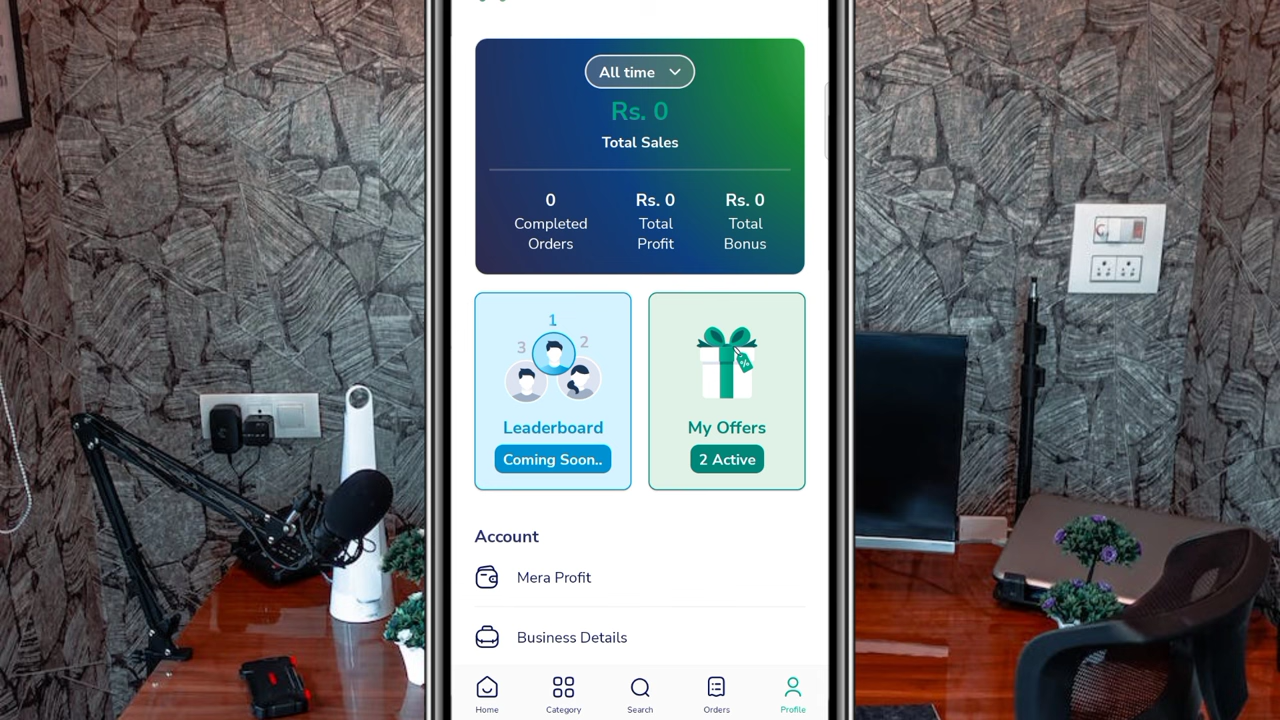 All time
Rs. 0
Total Sales
0
Completed
Orders
Rs. 0
Total
Profit
Rs. 0
Total
Bonus
1
3
2
Leaderboard
Coming Soon..
My Offers
2 Active
Account
Mera Profit
Business Details
Home
Category
Search
Orders
Profile